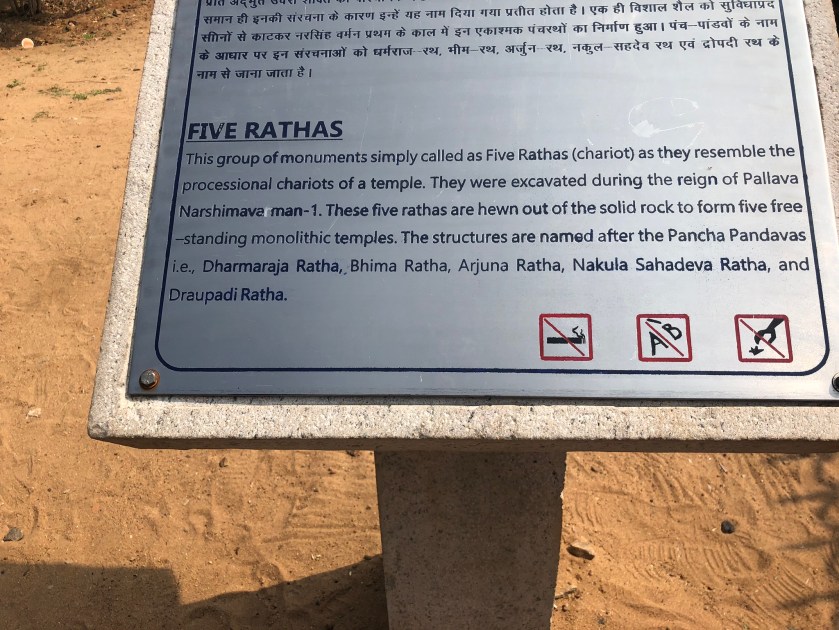 समान ही इनकी संरचना के कारण इन्हें यह नाम दिया गया प्रतीत होता है। एक ही विशाल शैल को सुविधाप्रद
से काटकर नरसिंह वर्मन प्रथम के काल में इन एकाश्मक पंचरथों का निर्माण हुआ। पंच–पांडवों के नाम
के आधार पर इन संरचनाओं को धर्मराज–रथ, भीम–रथ, अर्जुन–रथ, नकुल–सहदेव रथ एवं द्रोपदी रथ के
नाम से जाना जाता है।
FIVE RATHAS
This group of monuments simply called as Five Rathas (chariot) as they resemble the
processional chariots of a temple. They were excavated during the reign of Pallava
Narshimavarman-1. These five rathas are hewn out of the solid rock to form five free
–standing monolithic temples. The structures are named after the Pancha Pandavas
i.e., Dharmaraja Ratha, Bhima Ratha, Arjuna Ratha, Nakula Sahadeva Ratha, and
Draupadi Ratha.
AB